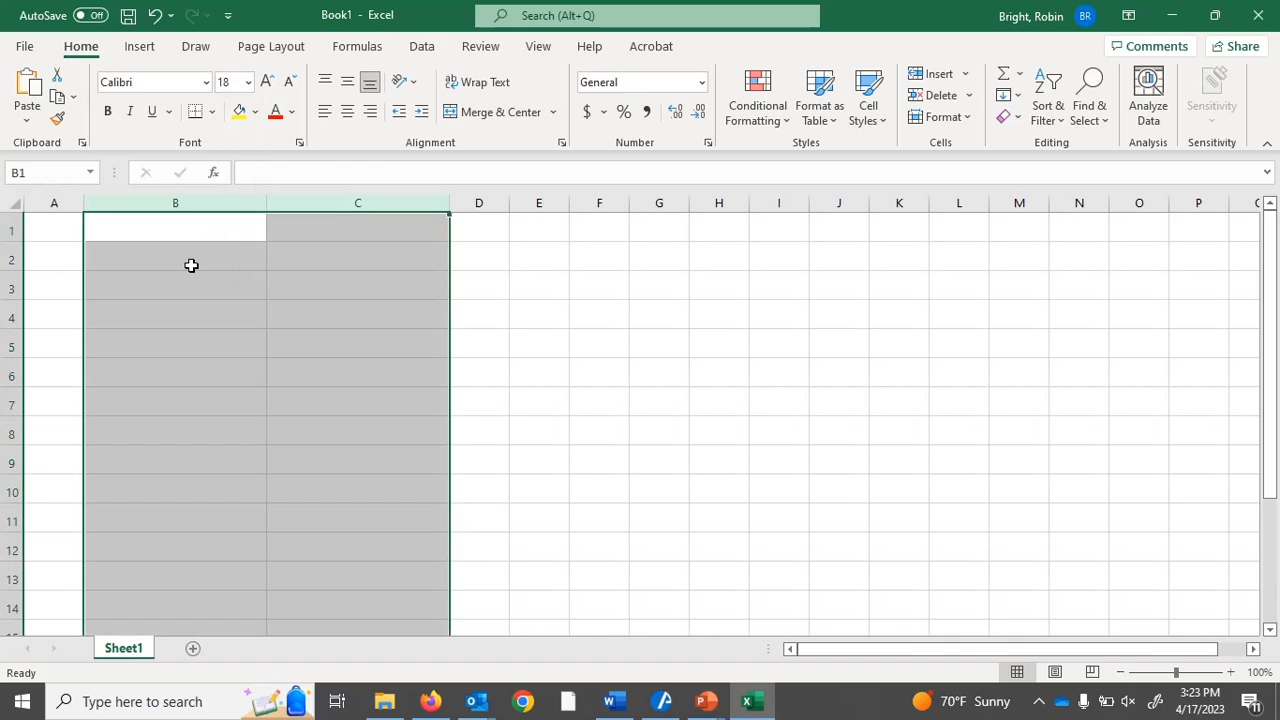 AutoSave Off Book1 - Excel Search (Alt+Q) Bright, Robin BR
File Home Insert Draw Page Layout Formulas Data Review View Help Acrobat Comments Share
Calibri 18 Wrap Text General Insert
Paste B I U A Merge & Center $ % Conditional Formatting Format as Table Cell Styles Delete Sort & Filter Find & Select Analyze Data Sensitivity
Format
Clipboard Font Alignment Number Styles Cells Editing Analysis Sensitivity
B1 fx
A B C D E F G H I J K L M N O P
1
2
3
4
5
6
7
8
9
10
11
12
13
14
Sheet1
Ready 100%
Type here to search 70°F Sunny 3:23 PM
4/17/2023 11